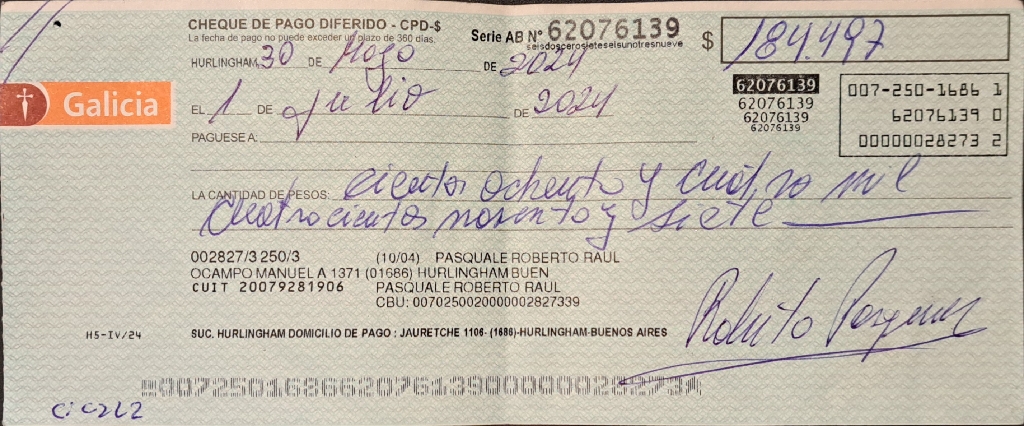 CHEQUE DE PAGO DIFERIDO - CPD-$
La fecha de pago no puede exceder un plazo de 360 días.
Serie AB Nº 62076139
seisdosceroseisunotresnueve
$ 184.497
HURLINGHAM, 30 DE Mayo DE 2024
Galicia
EL 1 DE Julio DE 2024
PAGUESE A:
62076139
62076139
62076139
62076139
007-250-1686 1
62076139 0
00000028273 2
LA CANTIDAD DE PESOS: cientos ochenta y cuatro mil
cuatrocientos noventa y siete
002827/3 250/3 (10/04) PASQUALE ROBERTO RAUL
OCAMPO MANUEL A 1371 (01686) HURLINGHAM BUEN
CUIT 20079281906 PASQUALE ROBERTO RAUL
CBU: 0070250020000002827339
H5-IV/24
SUC. HURLINGHAM DOMICILIO DE PAGO : JAURETCHE 1106- (1686)-HURLINGHAM-BUENOS AIRES
Roberto